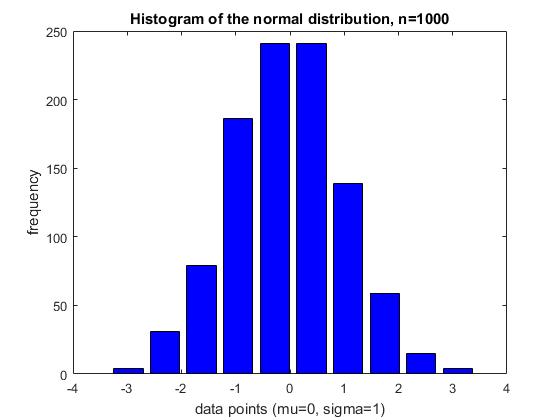 Histogram of the normal distribution, n=1000
250
200
150
100
50
0
frequency
-4 -3 -2 -1 0 1 2 3 4
data points (mu=0, sigma=1)